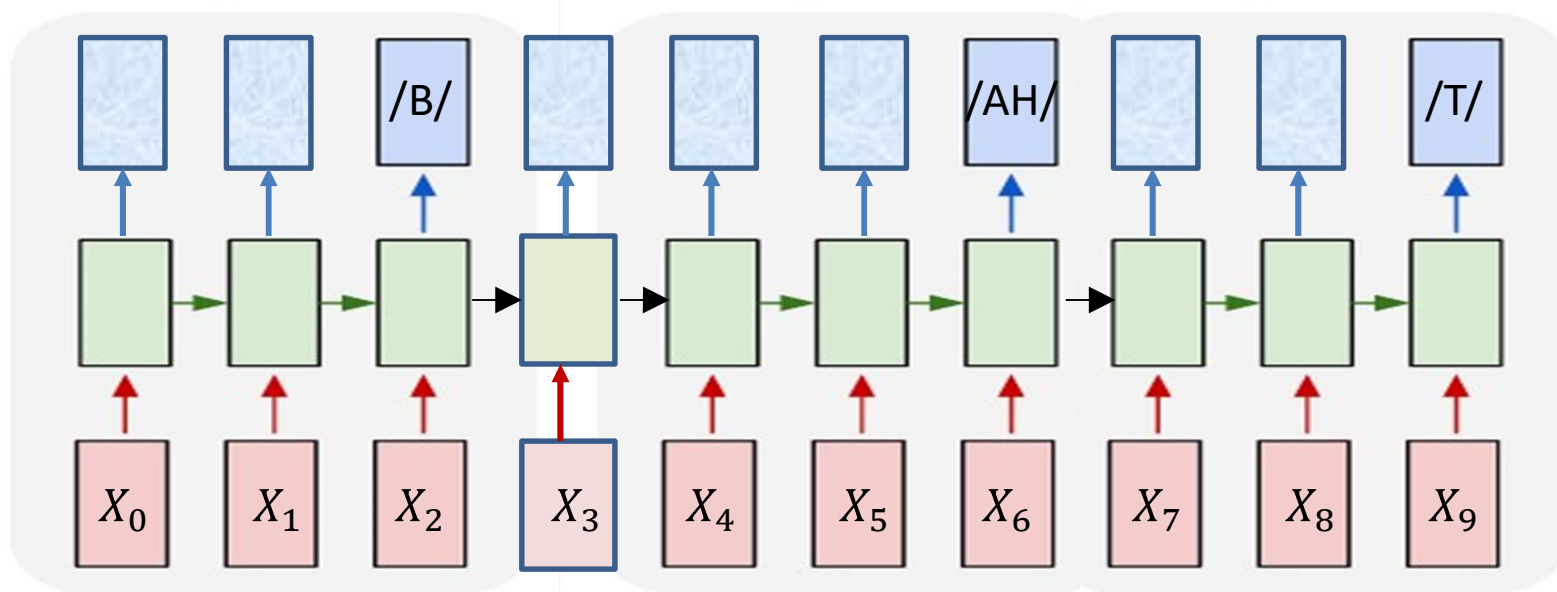 /B/ /AH/ /T/
X₀ X₁ X₂ X₃ X₄ X₅ X₆ X₇ X₈ X₉